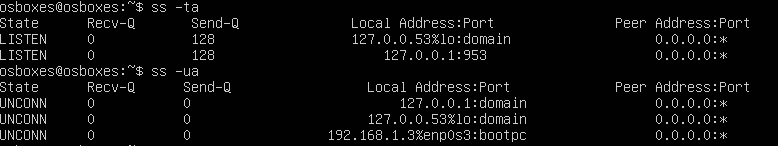 osboxes@osboxes:~$ ss -ta
State Recv-Q Send-Q Local Address:Port Peer Address:Port
LISTEN 0 128 127.0.0.53%lo:domain 0.0.0.0:*
LISTEN 0 128 127.0.0.1:953 0.0.0.0:*
osboxes@osboxes:~$ ss -ua
State Recv-Q Send-Q Local Address:Port Peer Address:Port
UNCONN 0 0 127.0.0.1:domain 0.0.0.0:*
UNCONN 0 0 127.0.0.53%lo:domain 0.0.0.0:*
UNCONN 0 0 192.168.1.3%enp0s3:bootpc 0.0.0.0:*